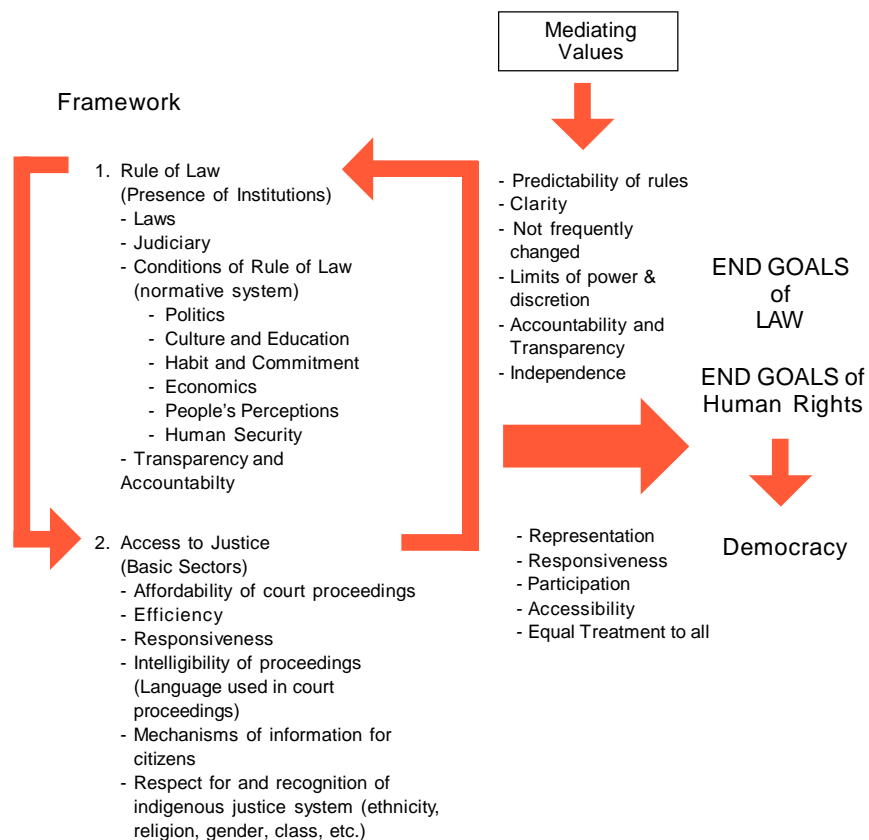 Mediating
Values
Framework
1. Rule of Law
(Presence of Institutions)
- Laws
- Judiciary
- Conditions of Rule of Law
(normative system)
- Politics
- Culture and Education
- Habit and Commitment
- Economics
- People's Perceptions
- Human Security
- Transparency and
Accountabilty
2. Access to Justice
(Basic Sectors)
- Affordability of court proceedings
- Efficiency
- Responsiveness
- Intelligibility of proceedings
(Language used in court
proceedings)
- Mechanisms of information for
citizens
- Respect for and recognition of
indigenous justice system (ethnicity,
religion, gender, class, etc.)
- Predictability of rules
- Clarity
- Not frequently
changed
- Limits of power &
discretion
- Accountability and
Transparency
- Independence
- Representation
- Responsiveness
- Participation
- Accessibility
- Equal Treatment to all
END GOALS
of
LAW
END GOALS of
Human Rights
Democracy